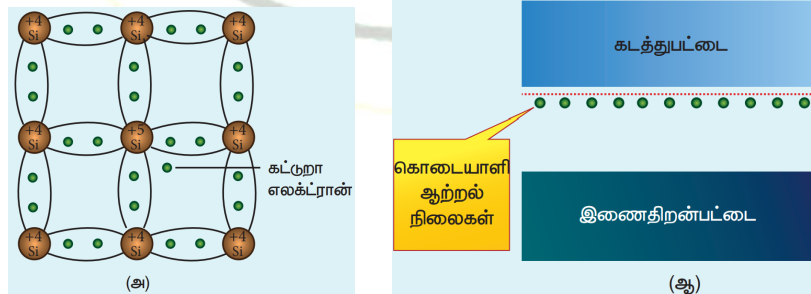 +4 Si +4 Si +4 Si
+4 Si +5 Si +4 Si
கட்டுறா
எலக்ட்ரான்
+4 Si +4 Si +4 Si
(அ)
கடத்துபட்டை
கொடையாளி
ஆற்றல்
நிலைகள்
இணைதிறன்பட்டை
(ஆ)